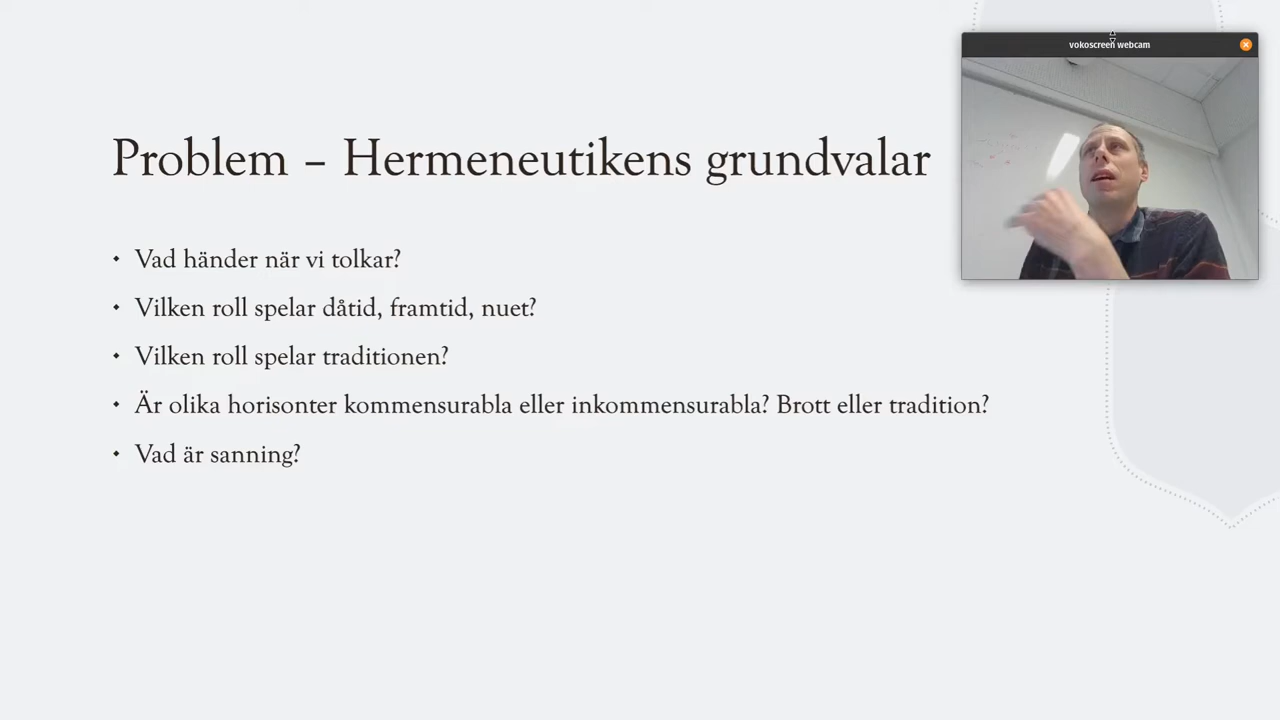 vokoscreen webcam
Problem – Hermeneutikens grundvalar
Vad händer när vi tolkar?
Vilken roll spelar dåtid, framtid, nuet?
Vilken roll spelar traditionen?
Är olika horisonter kommensurabla eller inkommensurabla? Brott eller tradition?
Vad är sanning?